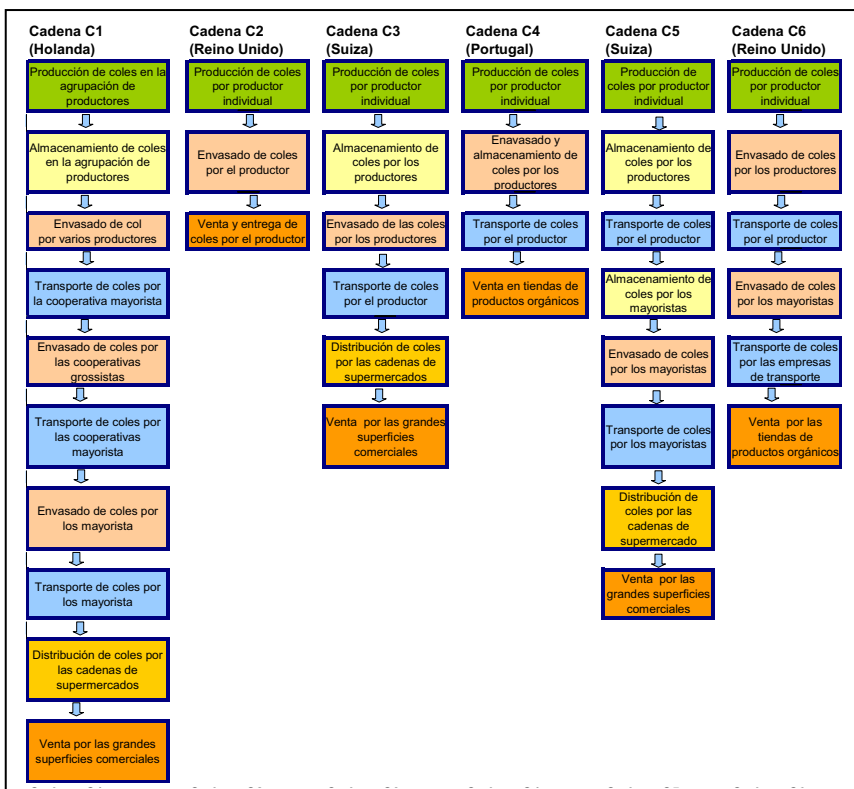 Cadena C1
(Holanda)
Producción de coles en la
agrupación de
productores
Almacenamiento de coles
en la agrupación de
productores
Envasado de col
por varios productores
Transporte de coles por
la cooperativa mayorista
Envasado de coles por
las cooperativas
grossistas
Transporte de coles por
las cooperativas
mayorista
Envasado de coles por
los mayorista
Transporte de coles por
los mayorista
Distribución de coles por
las cadenas de
supermercados
Venta por las grandes
superficies comerciales
Cadena C2
(Reino Unido)
Producción de coles
por productor
individual
Envasado de coles
por el productor
Venta y entrega de
coles por el productor
Cadena C3
(Suiza)
Producción de coles
por productor
individual
Almacenamiento de
coles por los
productores
Envasado de las coles
por los productores
Transporte de coles
por el productor
Distribución de coles
por las cadenas de
supermercados
Venta por las grandes
superficies
comerciales
Cadena C4
(Portugal)
Producción de coles
por productor
individual
Enavasado y
almacenamiento de
coles por los
productores
Transporte de coles
por el productor
Venta en tiendas de
productos orgánicos
Cadena C5
(Suiza)
Producción de
coles por productor
individual
Almacenamiento de
coles por los
productores
Transporte de coles
por el productor
Almacenamiento de
coles por los
mayoristas
Envasado de coles
por los mayoristas
Transporte de coles
por los mayoristas
Distribución de
coles por las
cadenas de
supermercado
Venta por las
grandes superficies
comerciales
Cadena C6
(Reino Unido)
Producción de coles
por productor
individual
Envasado de coles
por los productores
Transporte de coles
por el productor
Envasado de coles
por los mayoristas
Transporte de coles
por las empresas
de transporte
Venta por las
tiendas de
productos orgánicos